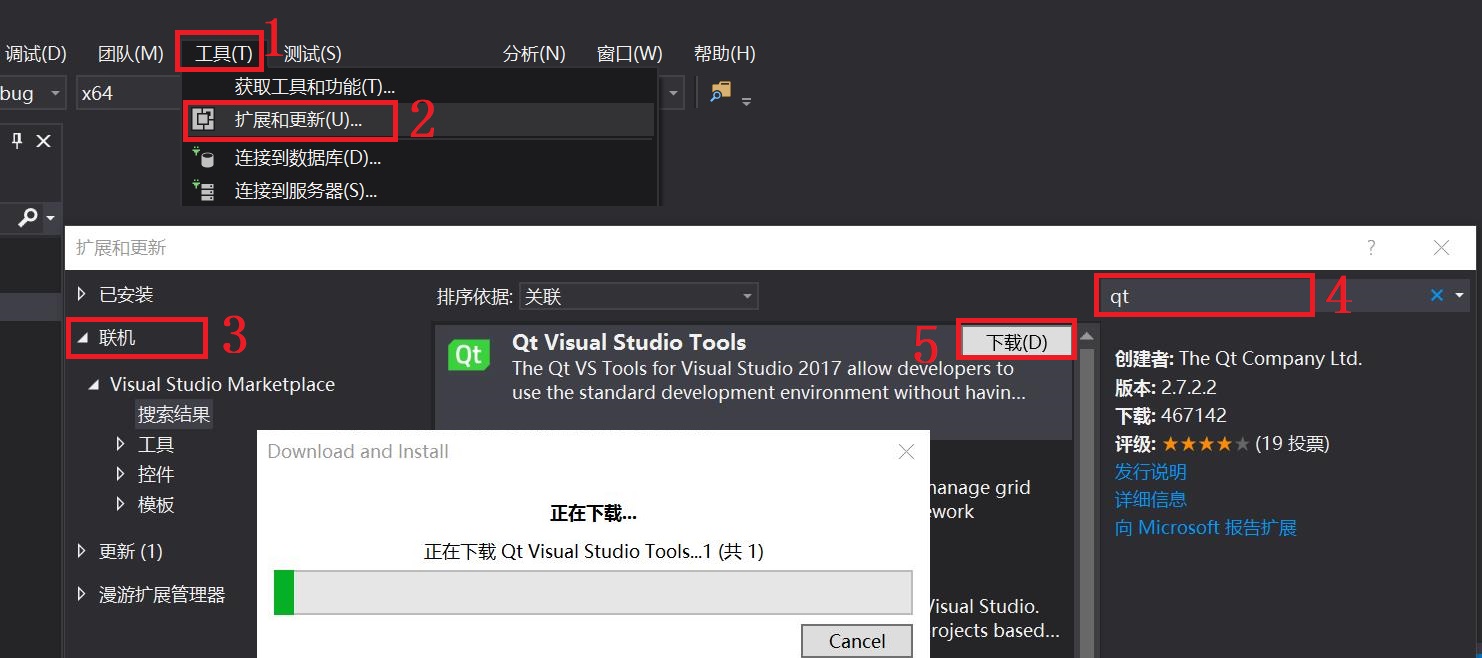 1
调试(D) 团队(M) 工具(T) 测试(S) 分析(N) 窗口(W) 帮助(H)
bug x64
获取工具和功能(T)...
扩展和更新(U)... 2
连接到数据库(D)...
连接到服务器(S)...
扩展和更新 ?
已安装
联机 3
Visual Studio Marketplace
搜索结果
工具
控件
模板
更新 (1)
漫游扩展管理器
排序依据: 关联
qt 4
Qt
Qt Visual Studio Tools 5 下载(D)
The Qt VS Tools for Visual Studio 2017 allow developers to
use the standard development environment without havin...
manage grid
Visual Studio.
rojects based...
Download and Install
正在下载...
正在下载 Qt Visual Studio Tools...1 (共 1)
Cancel
创建者: The Qt Company Ltd.
版本: 2.7.2.2
下载: 467142
评级: ★★★★★ (19 投票)
发行说明
详细信息
向 Microsoft 报告扩展